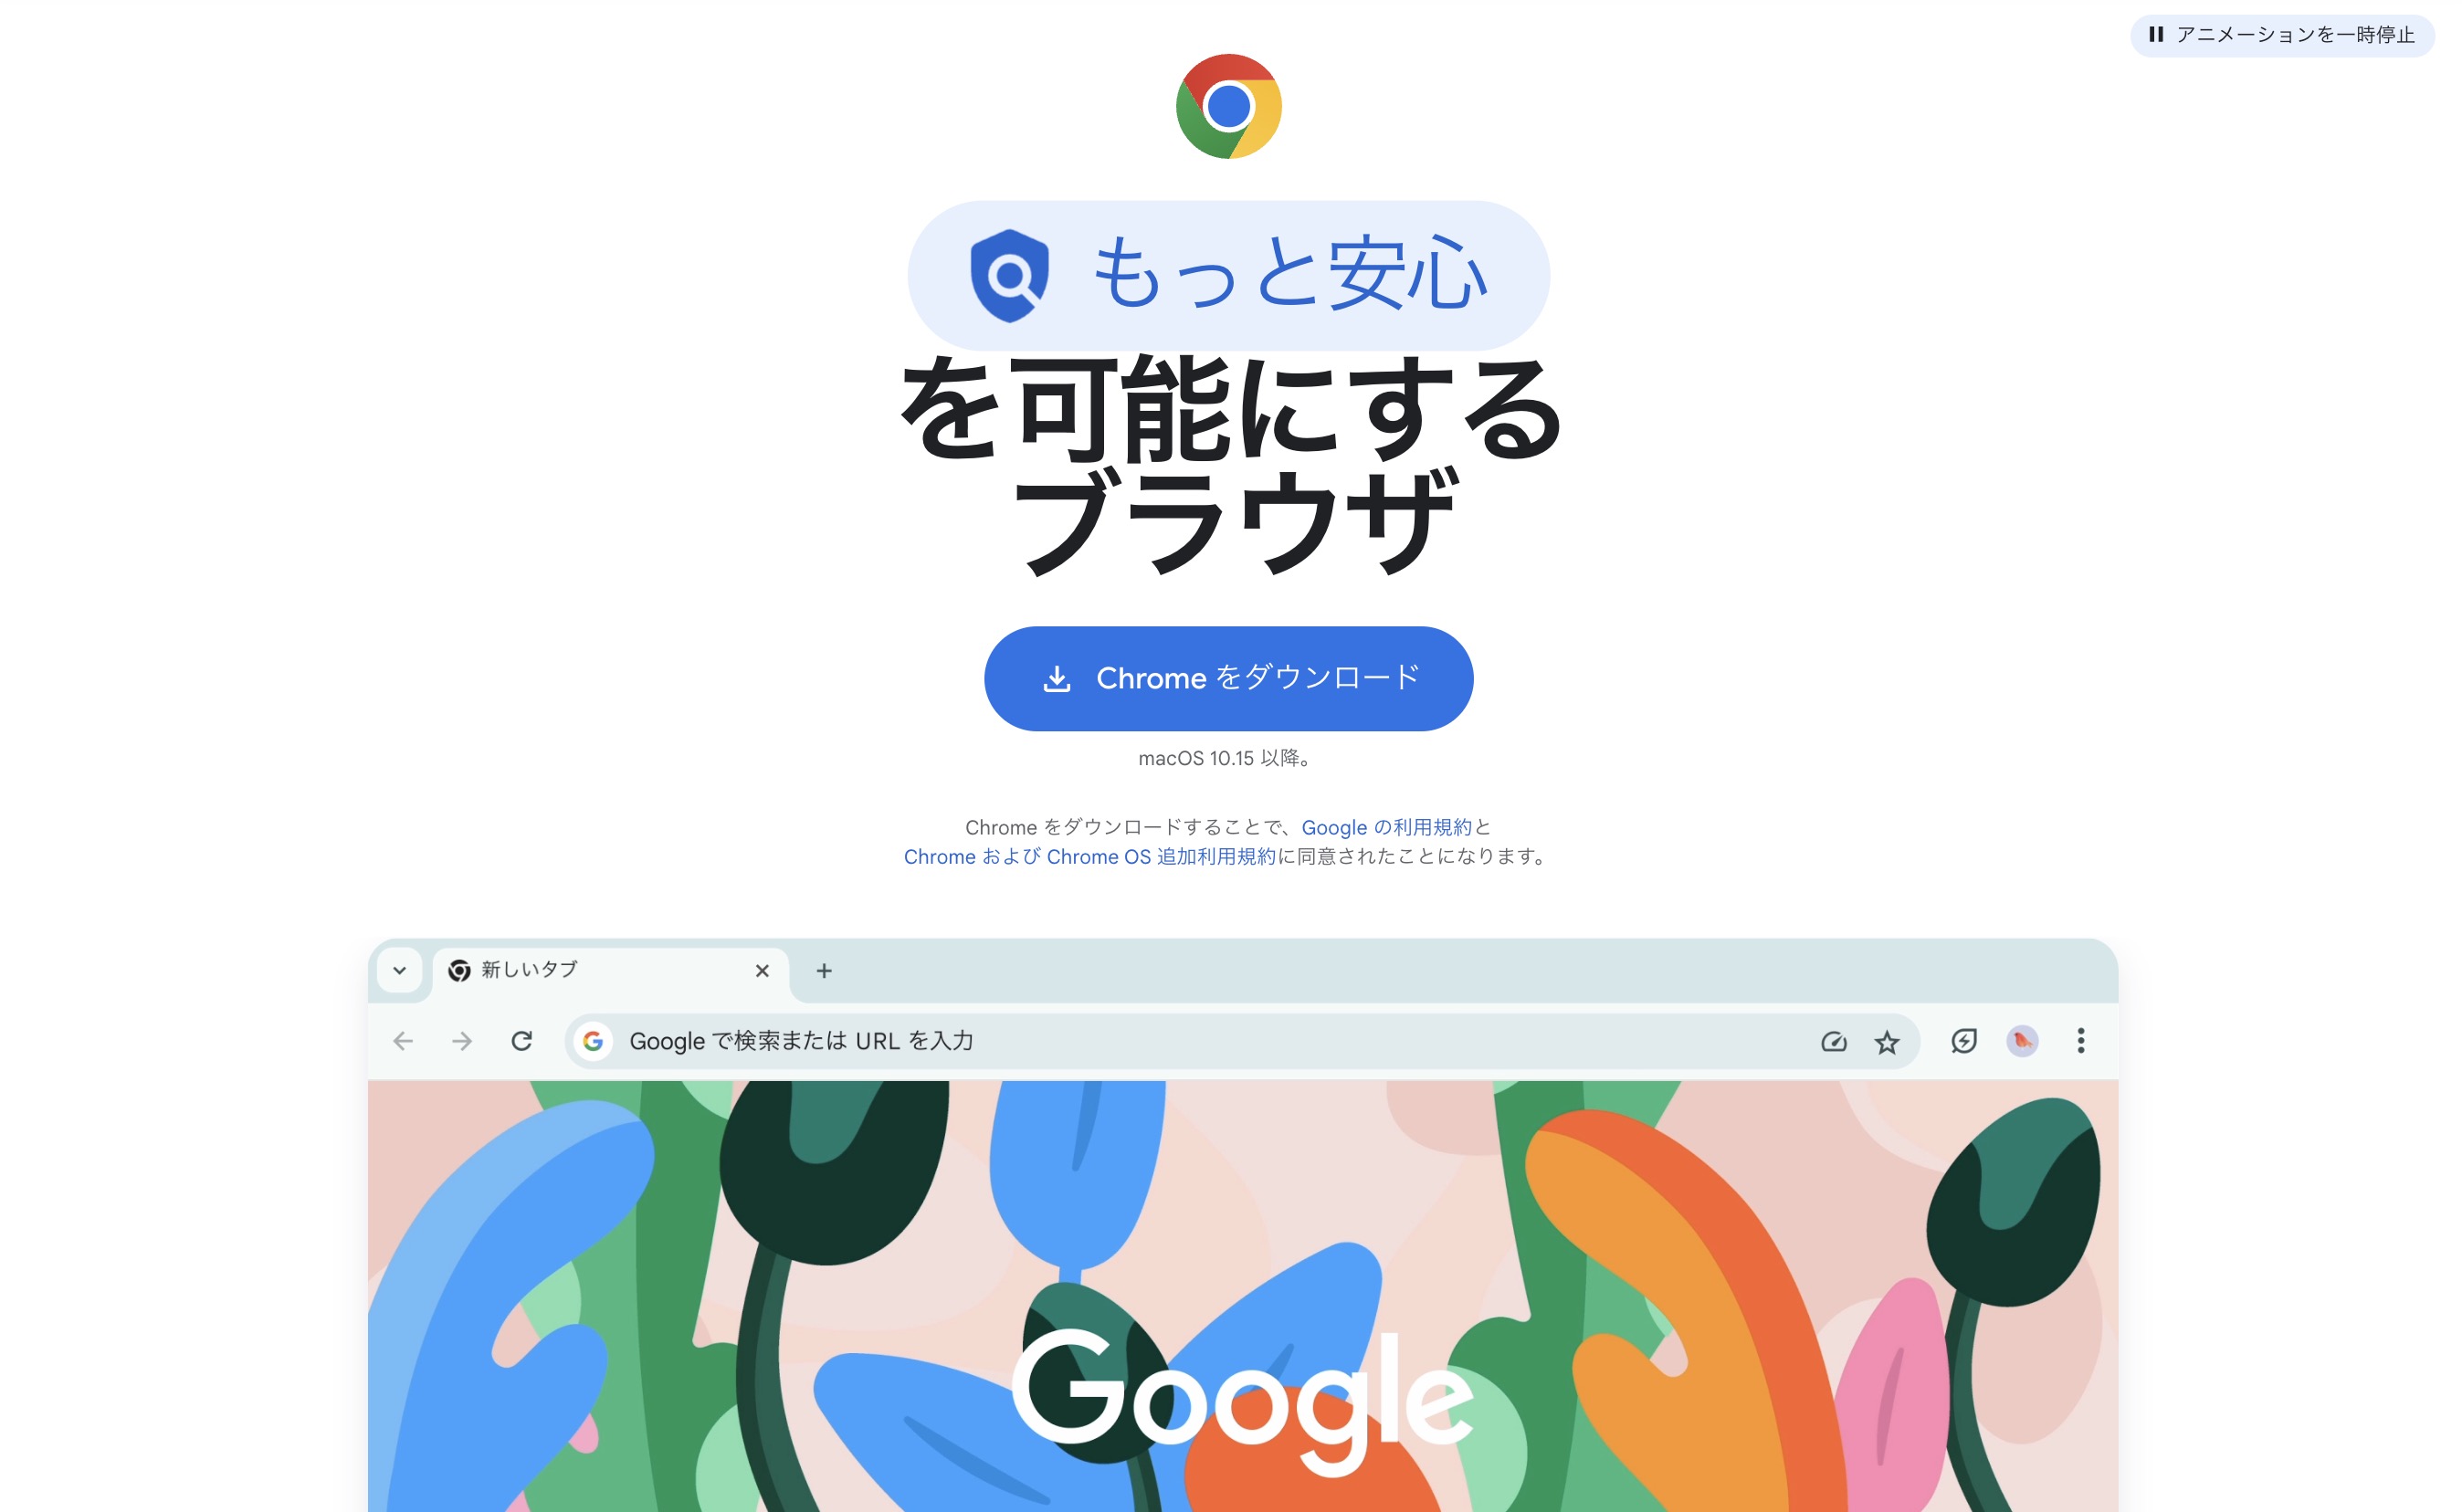 アニメーションを一時停止
もっと安心
を可能にする
ブラウザ
Chrome をダウンロード
macOS 10.15 以降。
Chrome をダウンロードすることで、Google の利用規約と
Chrome および Chrome OS 追加利用規約に同意されたことになります。
新しいタブ
Google で検索または URL を入力
Google